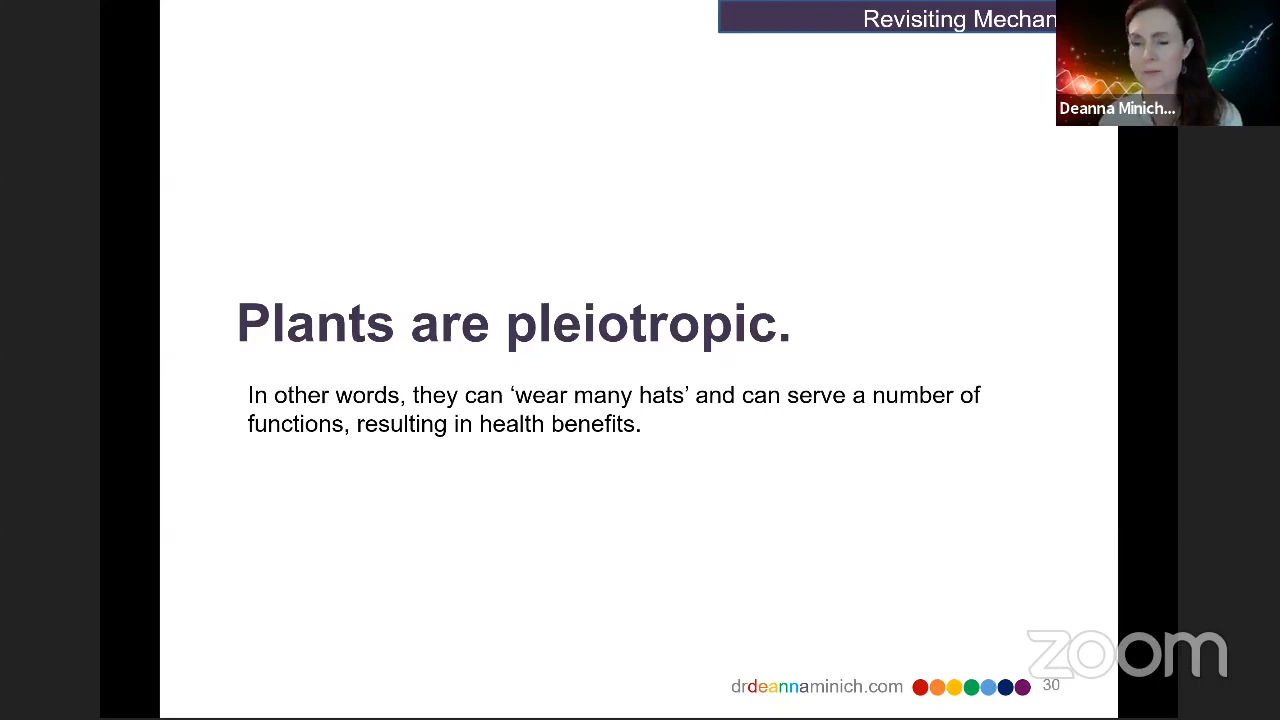 Revisiting Mechan
Deanna Minich...
Plants are pleiotropic.
In other words, they can ‘wear many hats’ and can serve a number of
functions, resulting in health benefits.
zoom
drdeannaminich.com
30